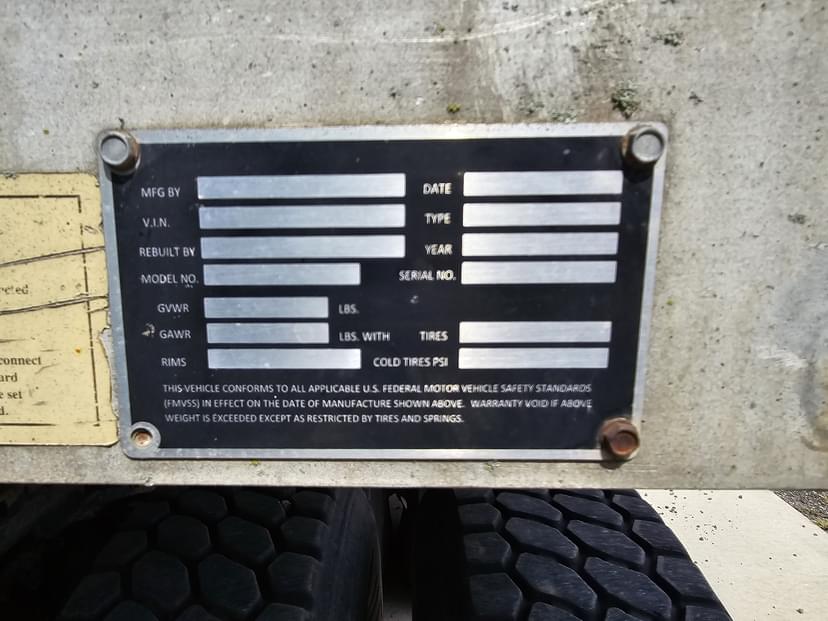 MFG BY DATE
V.I.N. TYPE
REBUILT BY YEAR
MODEL NO. SERIAL NO.
GVWR LBS.
GAWR LBS. WITH TIRES
RIMS COLD TIRES PSI
THIS VEHICLE CONFORMS TO ALL APPLICABLE U.S. FEDERAL MOTOR VEHICLE SAFETY STANDARDS
(FMVSS) IN EFFECT ON THE DATE OF MANUFACTURE SHOWN ABOVE. WARRANTY VOID IF ABOVE
WEIGHT IS EXCEEDED EXCEPT AS RESTRICTED BY TIRES AND SPRINGS.
set